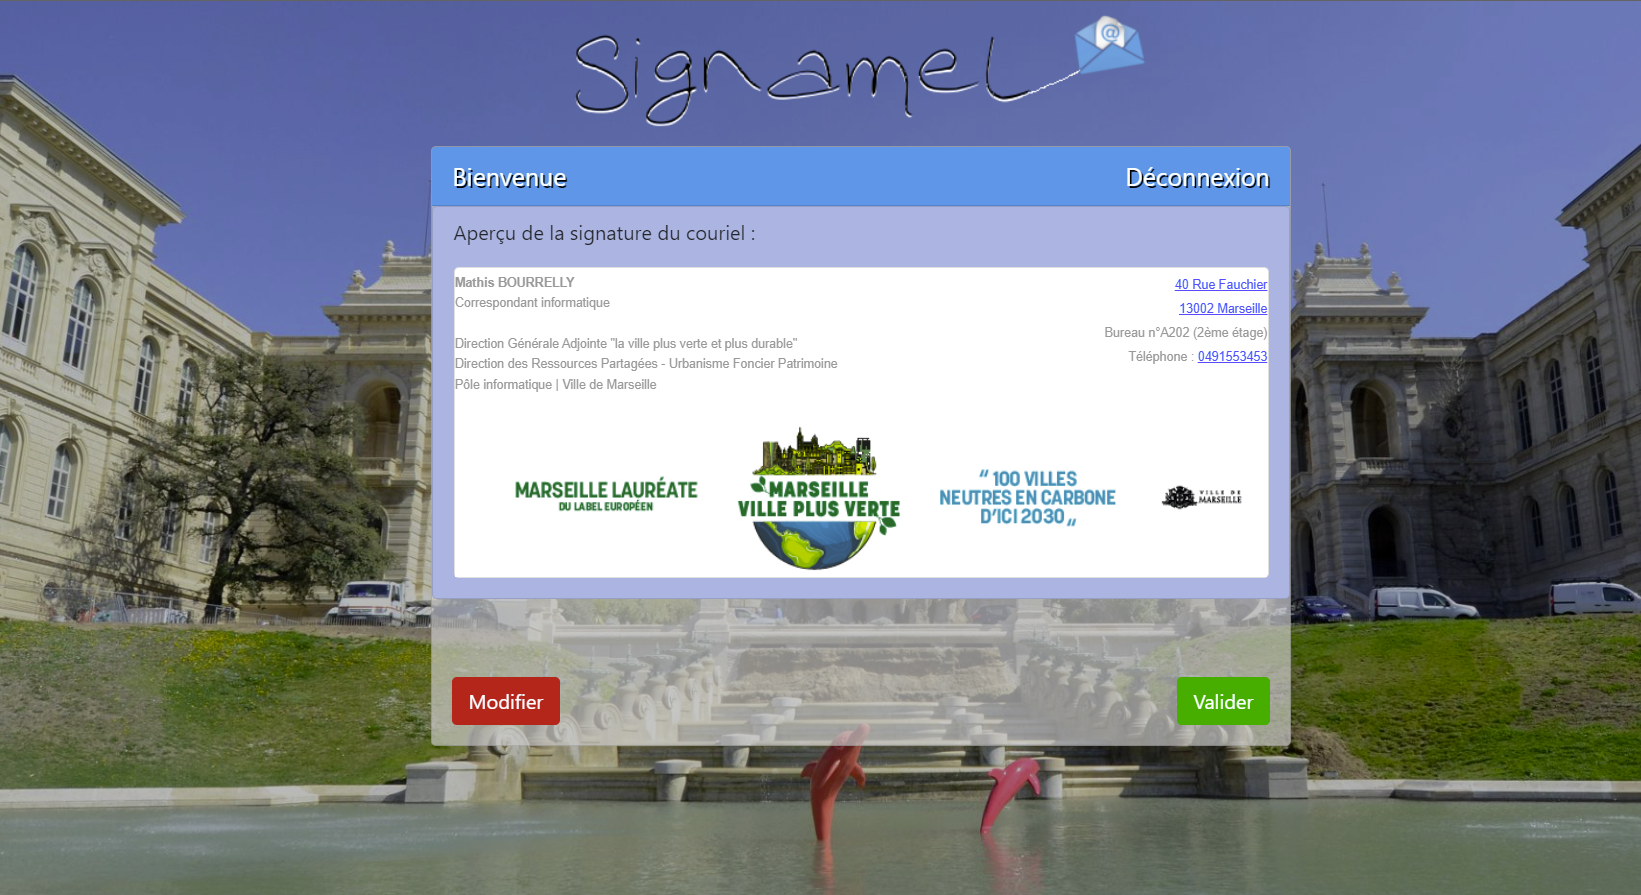 Signamel
@
Bienvenue
Déconnexion
Aperçu de la signature du couriel :
Mathis BOURRELLY
Correspondant informatique
Direction Générale Adjointe "la ville plus verte et plus durable"
Direction des Ressources Partagées - Urbanisme Foncier Patrimoine
Pôle informatique | Ville de Marseille
40 Rue Fauchier
13002 Marseille
Bureau n°A202 (2ème étage)
Téléphone : 0491553453
MARSEILLE LAURÉATE
DU LABEL EUROPÉEN
MARSEILLE
VILLE PLUS VERTE
“ 100 VILLES
NEUTRES EN CARBONE
D’ICI 2030 „
VILLE DE
MARSEILLE
Modifier
Valider